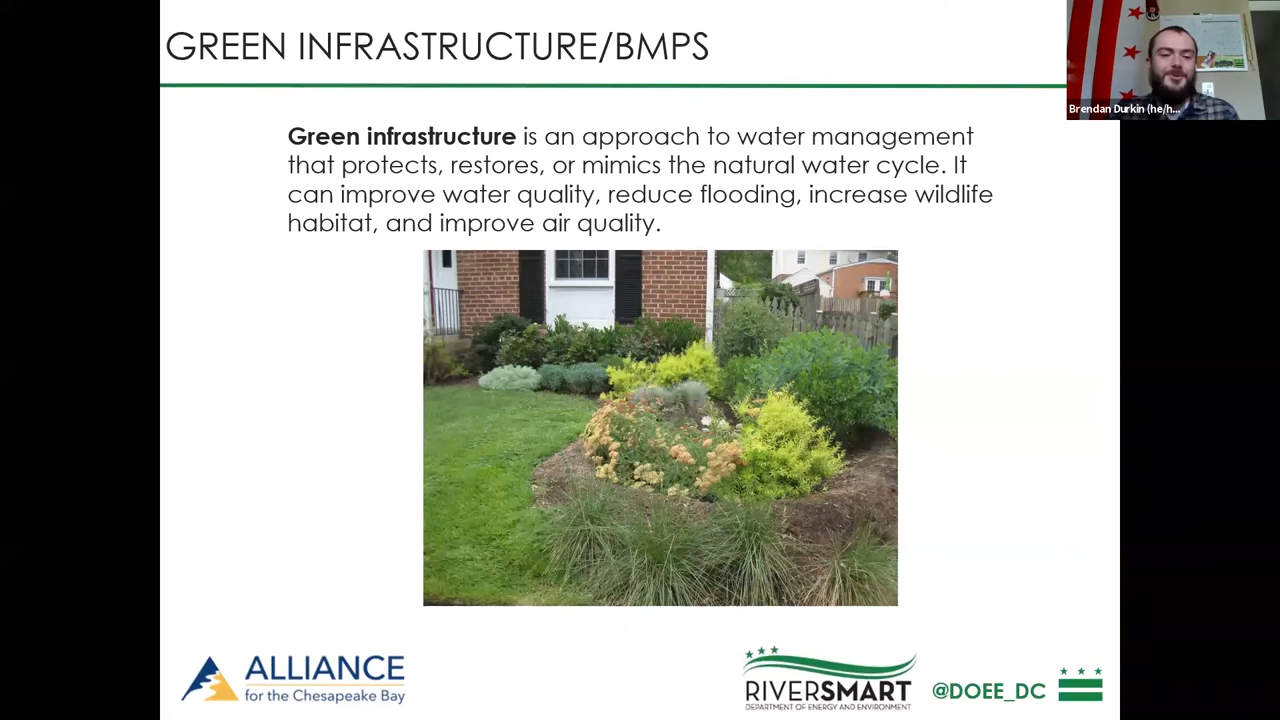 GREEN INFRASTRUCTURE/BMPS
Brendan Durkin (he/h...
Green infrastructure is an approach to water management
that protects, restores, or mimics the natural water cycle. It
can improve water quality, reduce flooding, increase wildlife
habitat, and improve air quality.
ALLIANCE
for the Chesapeake Bay
RIVERSMART
DEPARTMENT OF ENERGY AND ENVIRONMENT
@DOEE_DC